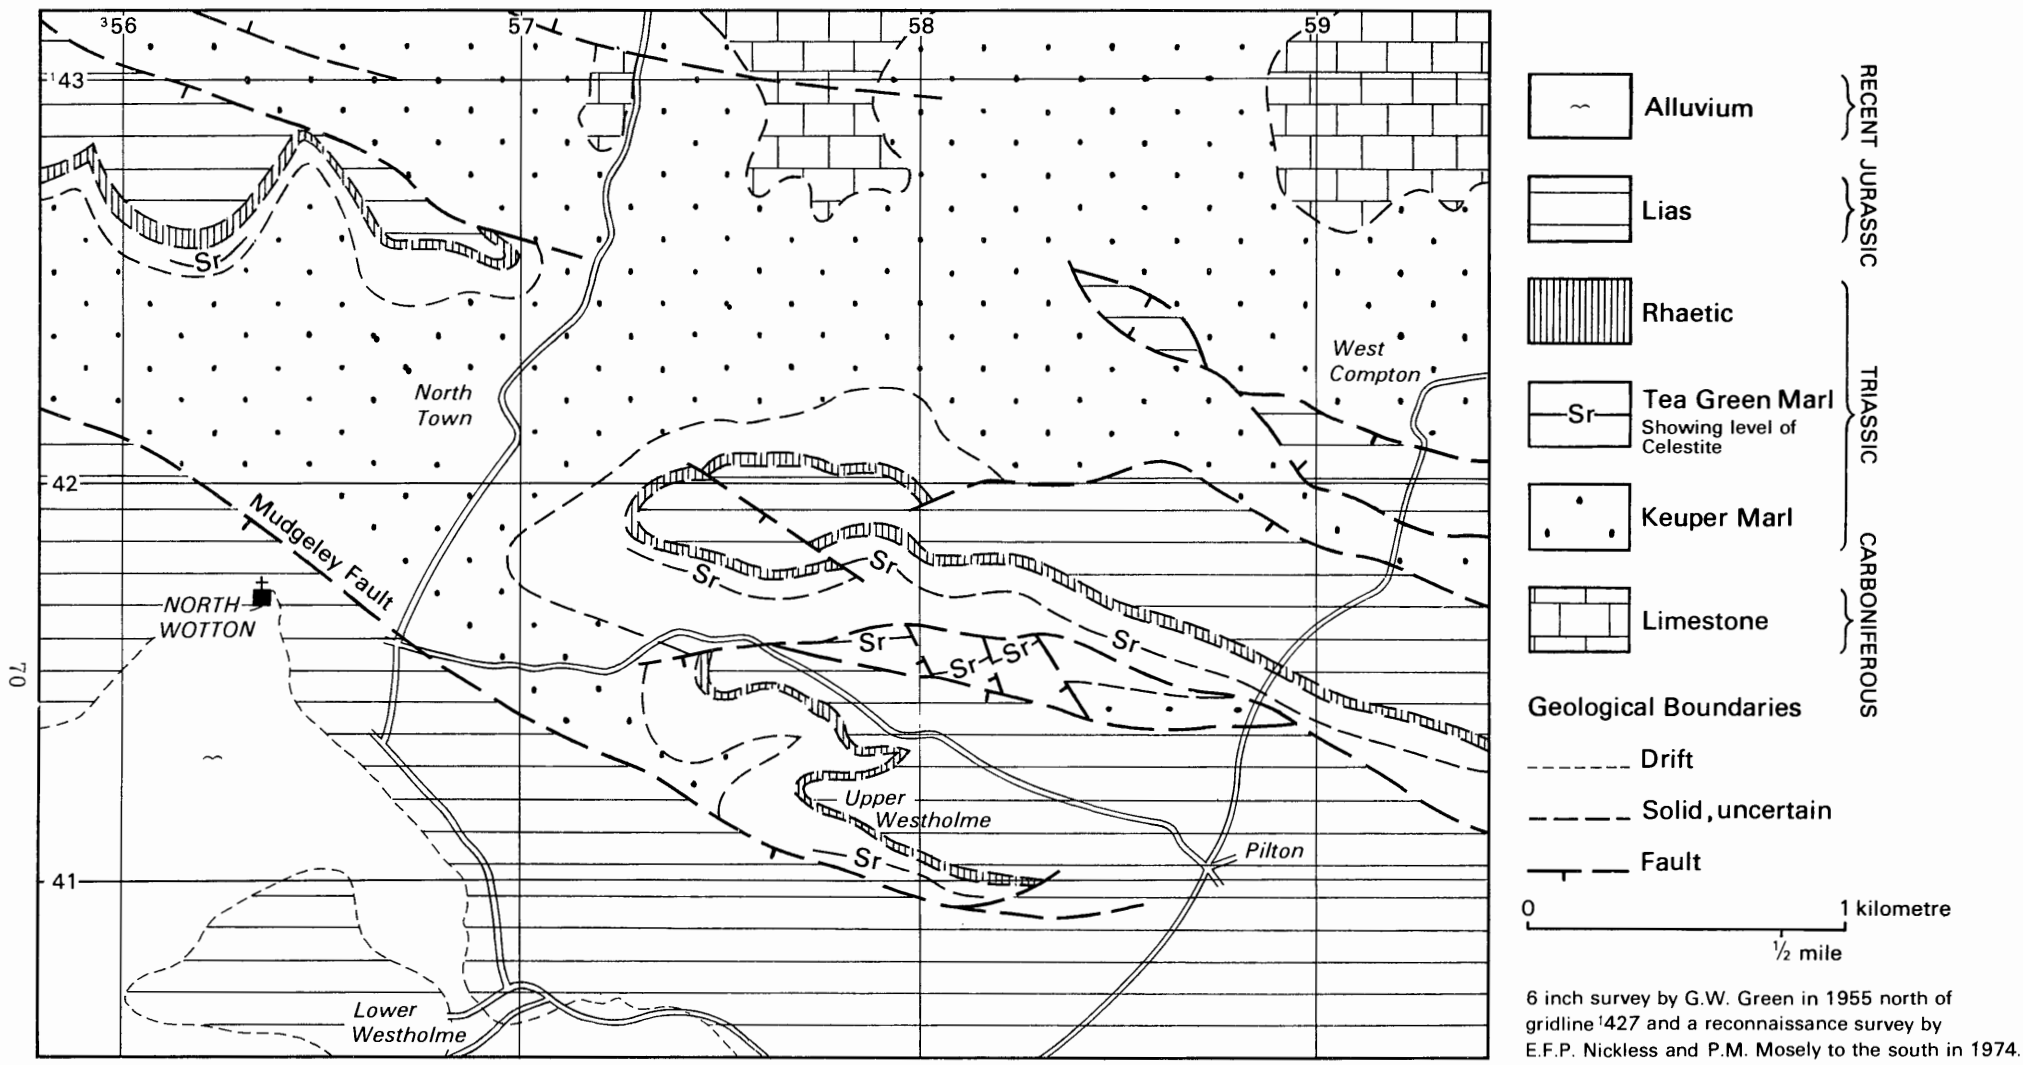 ³56
57
58
59
¹43
42
41
Sr
North
Town
West
Compton
Mudgeley Fault
NORTH
WOTTON
Sr
Sr
Sr
Sr
Sr
Sr
Upper
Westholme
Sr
Pilton
Lower
Westholme
70
Alluvium
RECENT
Lias
JURASSIC
Rhaetic
Sr
Tea Green Marl
Showing level of
Celestite
TRIASSIC
Keuper Marl
Limestone
CARBONIFEROUS
Geological Boundaries
Drift
Solid, uncertain
Fault
0
1 kilometre
½ mile
6 inch survey by G.W. Green in 1955 north of
gridline ¹427 and a reconnaissance survey by
E.F.P. Nickless and P.M. Mosely to the south in 1974.